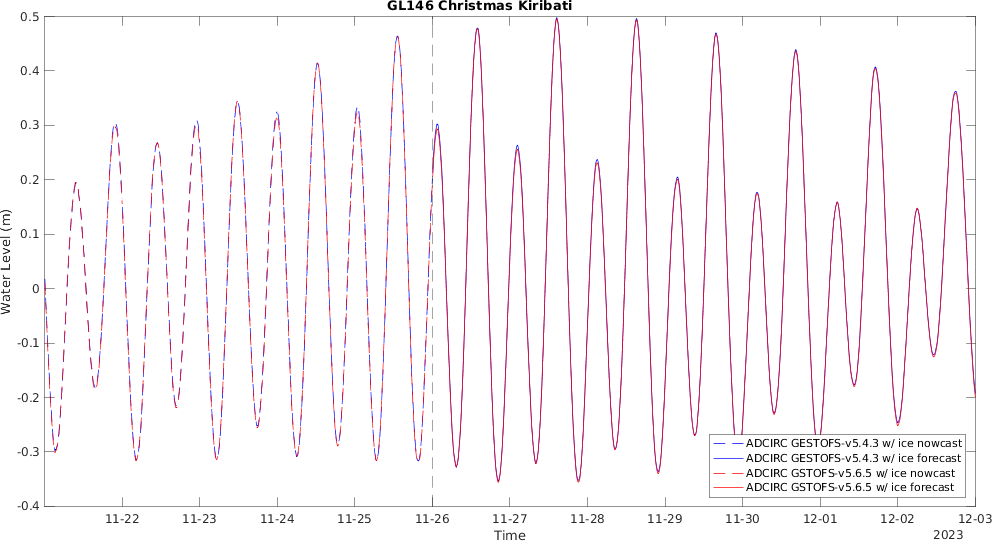 GL146 Christmas Kiribati
0.5
0.4
0.3
0.2
0.1
0
-0.1
-0.2
-0.3
-0.4
Water Level (m)
ADCIRC GESTOFS-v5.4.3 w/ ice nowcast
ADCIRC GESTOFS-v5.4.3 w/ ice forecast
ADCIRC GSTOFS-v5.6.5 w/ ice nowcast
ADCIRC GSTOFS-v5.6.5 w/ ice forecast
11-22 11-23 11-24 11-25 11-26 11-27 11-28 11-29 11-30 12-01 12-02 12-03
2023
Time